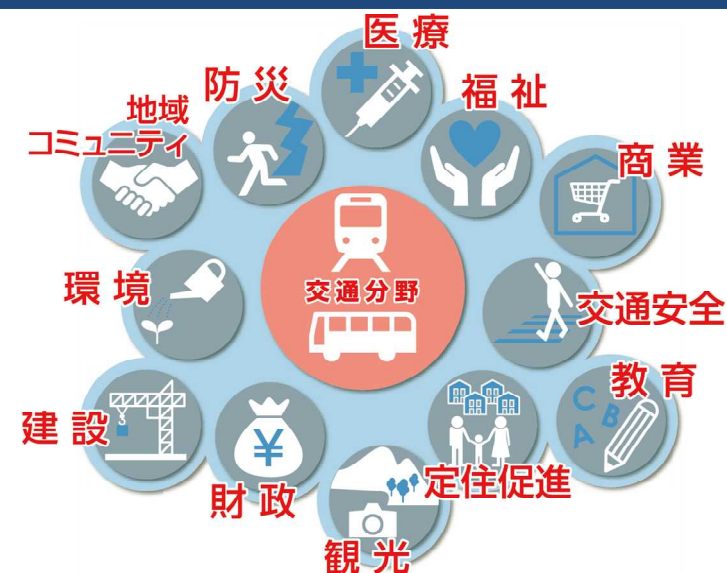 医療
防災
福祉
地域
コミュニティ
商業
交通分野
環境
交通安全
教育
建設
定住促進
財政
観光
¥
C
B
A